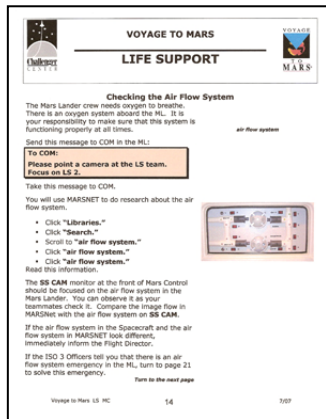 VOYAGE TO MARS
Challenger
CENTER
LIFE SUPPORT
VOYAGE
TO
MARS
Checking the Air Flow System
The Mars Lander crew needs oxygen to breathe.
There is an oxygen system aboard the ML. It is
your responsibility to make sure that this system is
functioning properly at all times.
air flow system
Send this message to COM in the ML:
To COM:
Please point a camera at the LS team.
Focus on LS 2.
Take this message to COM.
You will use MARSNET to do research about the air
flow system.
• Click "Libraries."
• Click "Search."
• Scroll to "air flow system."
• Click "air flow system."
• Click "air flow system."
Read this information.
The SS CAM monitor at the front of Mars Control
should be focused on the air flow system in the
Mars Lander. You can observe it as your
teammates check it. Compare the image flow in
MARSNet with the air flow system on SS CAM.
If the air flow system in the Spacecraft and the air
flow system in MARSNET look different,
immediately inform the Flight Director.
If the ISO 3 Officers tell you that there is an air
flow system emergency in the ML, turn to page 21
to solve this emergency.
Turn to the next page
Voyage to Mars LS MC
14
7/07